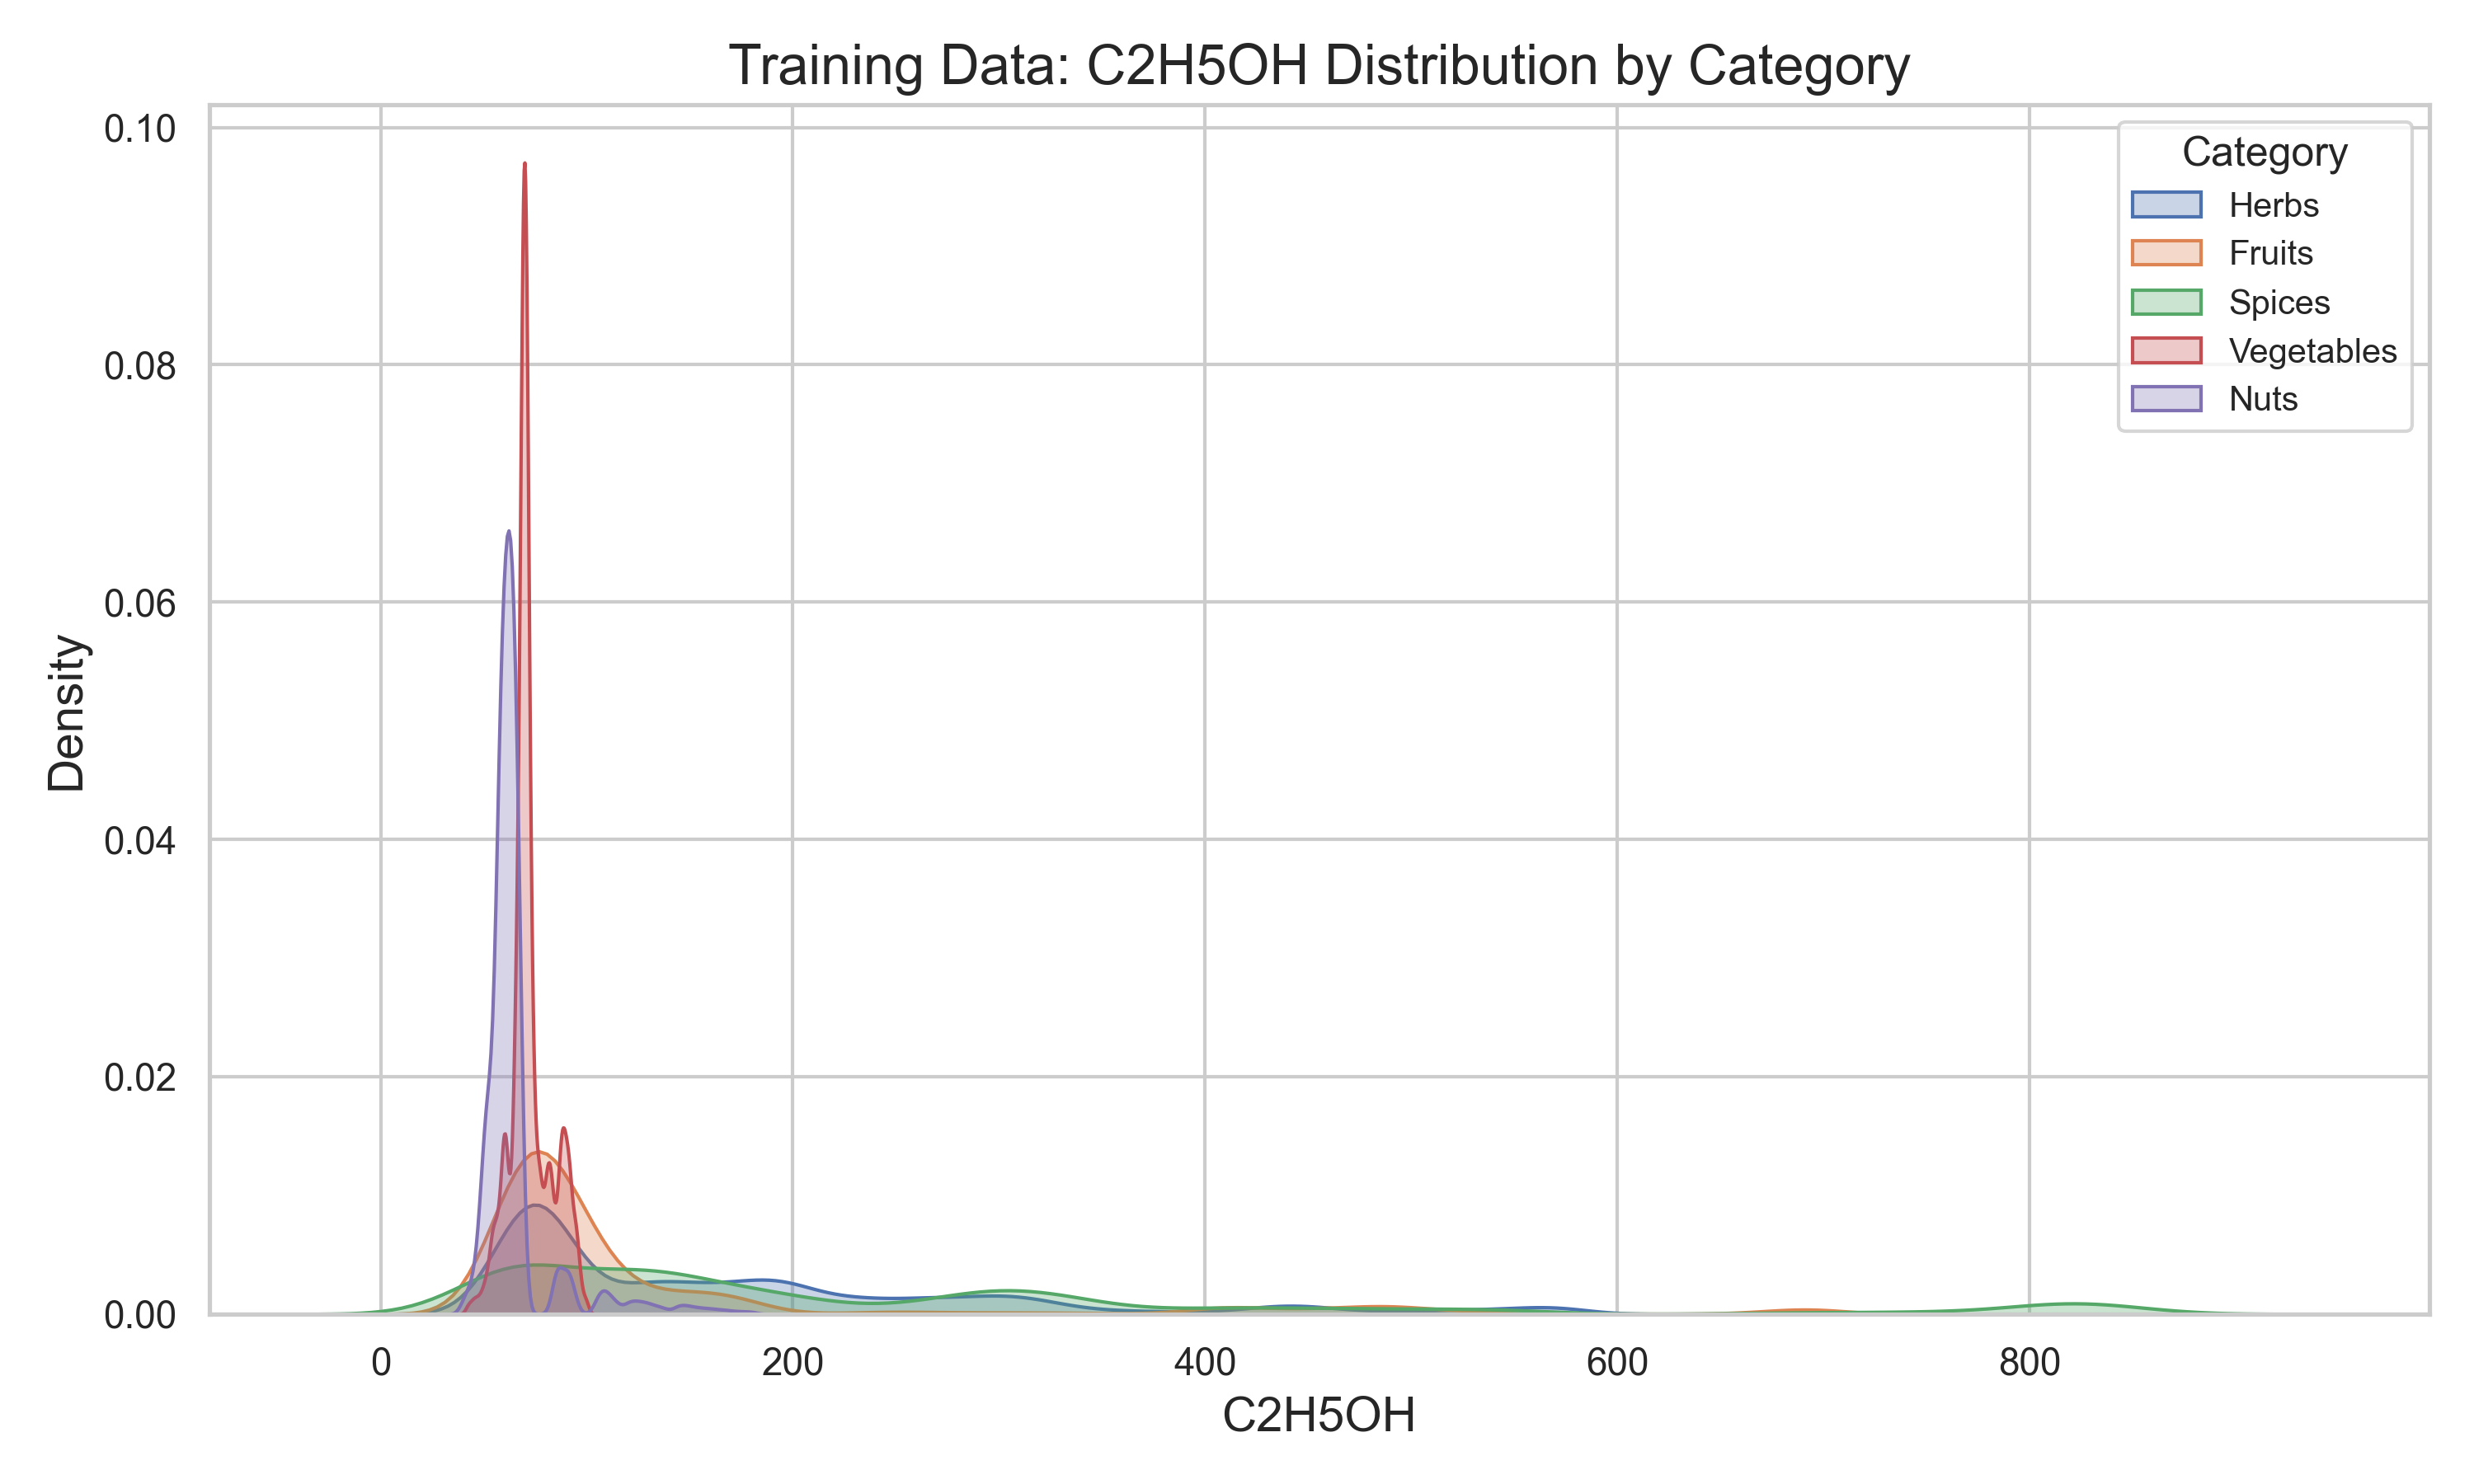 Training Data: C2H5OH Distribution by Category
0.10
0.08
0.06
0.04
0.02
0.00
Density
Category
Herbs
Fruits
Spices
Vegetables
Nuts
0 200 400 600 800
C2H5OH